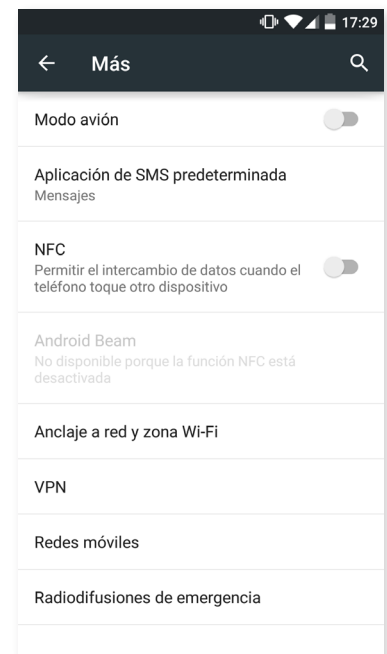 17:29
Más
Modo avión
Aplicación de SMS predeterminada
Mensajes
NFC
Permitir el intercambio de datos cuando el
teléfono toque otro dispositivo
Android Beam
No disponible porque la función NFC está
desactivada
Anclaje a red y zona Wi-Fi
VPN
Redes móviles
Radiodifusiones de emergencia